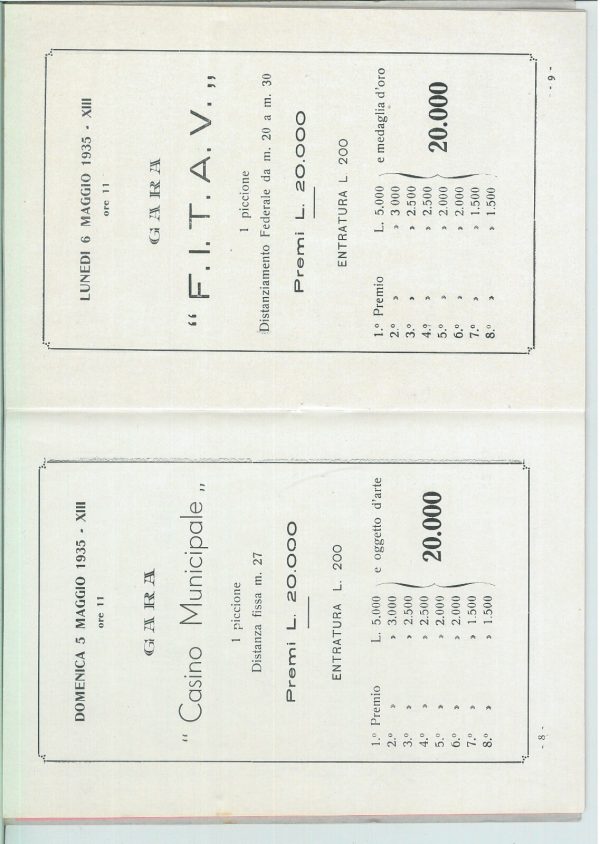 DOMENICA 5 MAGGIO 1935 - XIII
ore 11
GARA
“ Casino Municipale „
1 piccione
Distanza fissa m. 27
Premi L. 20.000
ENTRATURA L. 200
1.º Premio L. 5.000 e oggetto d'arte
2.º » » 3.000
3.º » » 2.500
4.º » » 2.500
5.º » » 2.000
6.º » » 2.000
7.º » » 1.500
8.º » » 1.500
20.000
- 8 -
LUNEDI 6 MAGGIO 1935 - XIII
ore 11
GARA
“ F. I. T. A. V. „
1 piccione
Distanziamento Federale da m. 20 a m. 30
Premi L. 20.000
ENTRATURA L. 200
1.º Premio L. 5.000 e medaglia d'oro
2.º » » 3.000
3.º » » 2.500
4.º » » 2.500
5.º » » 2.000
6.º » » 2.000
7.º » » 1.500
8.º » » 1.500
20.000
- 9 -